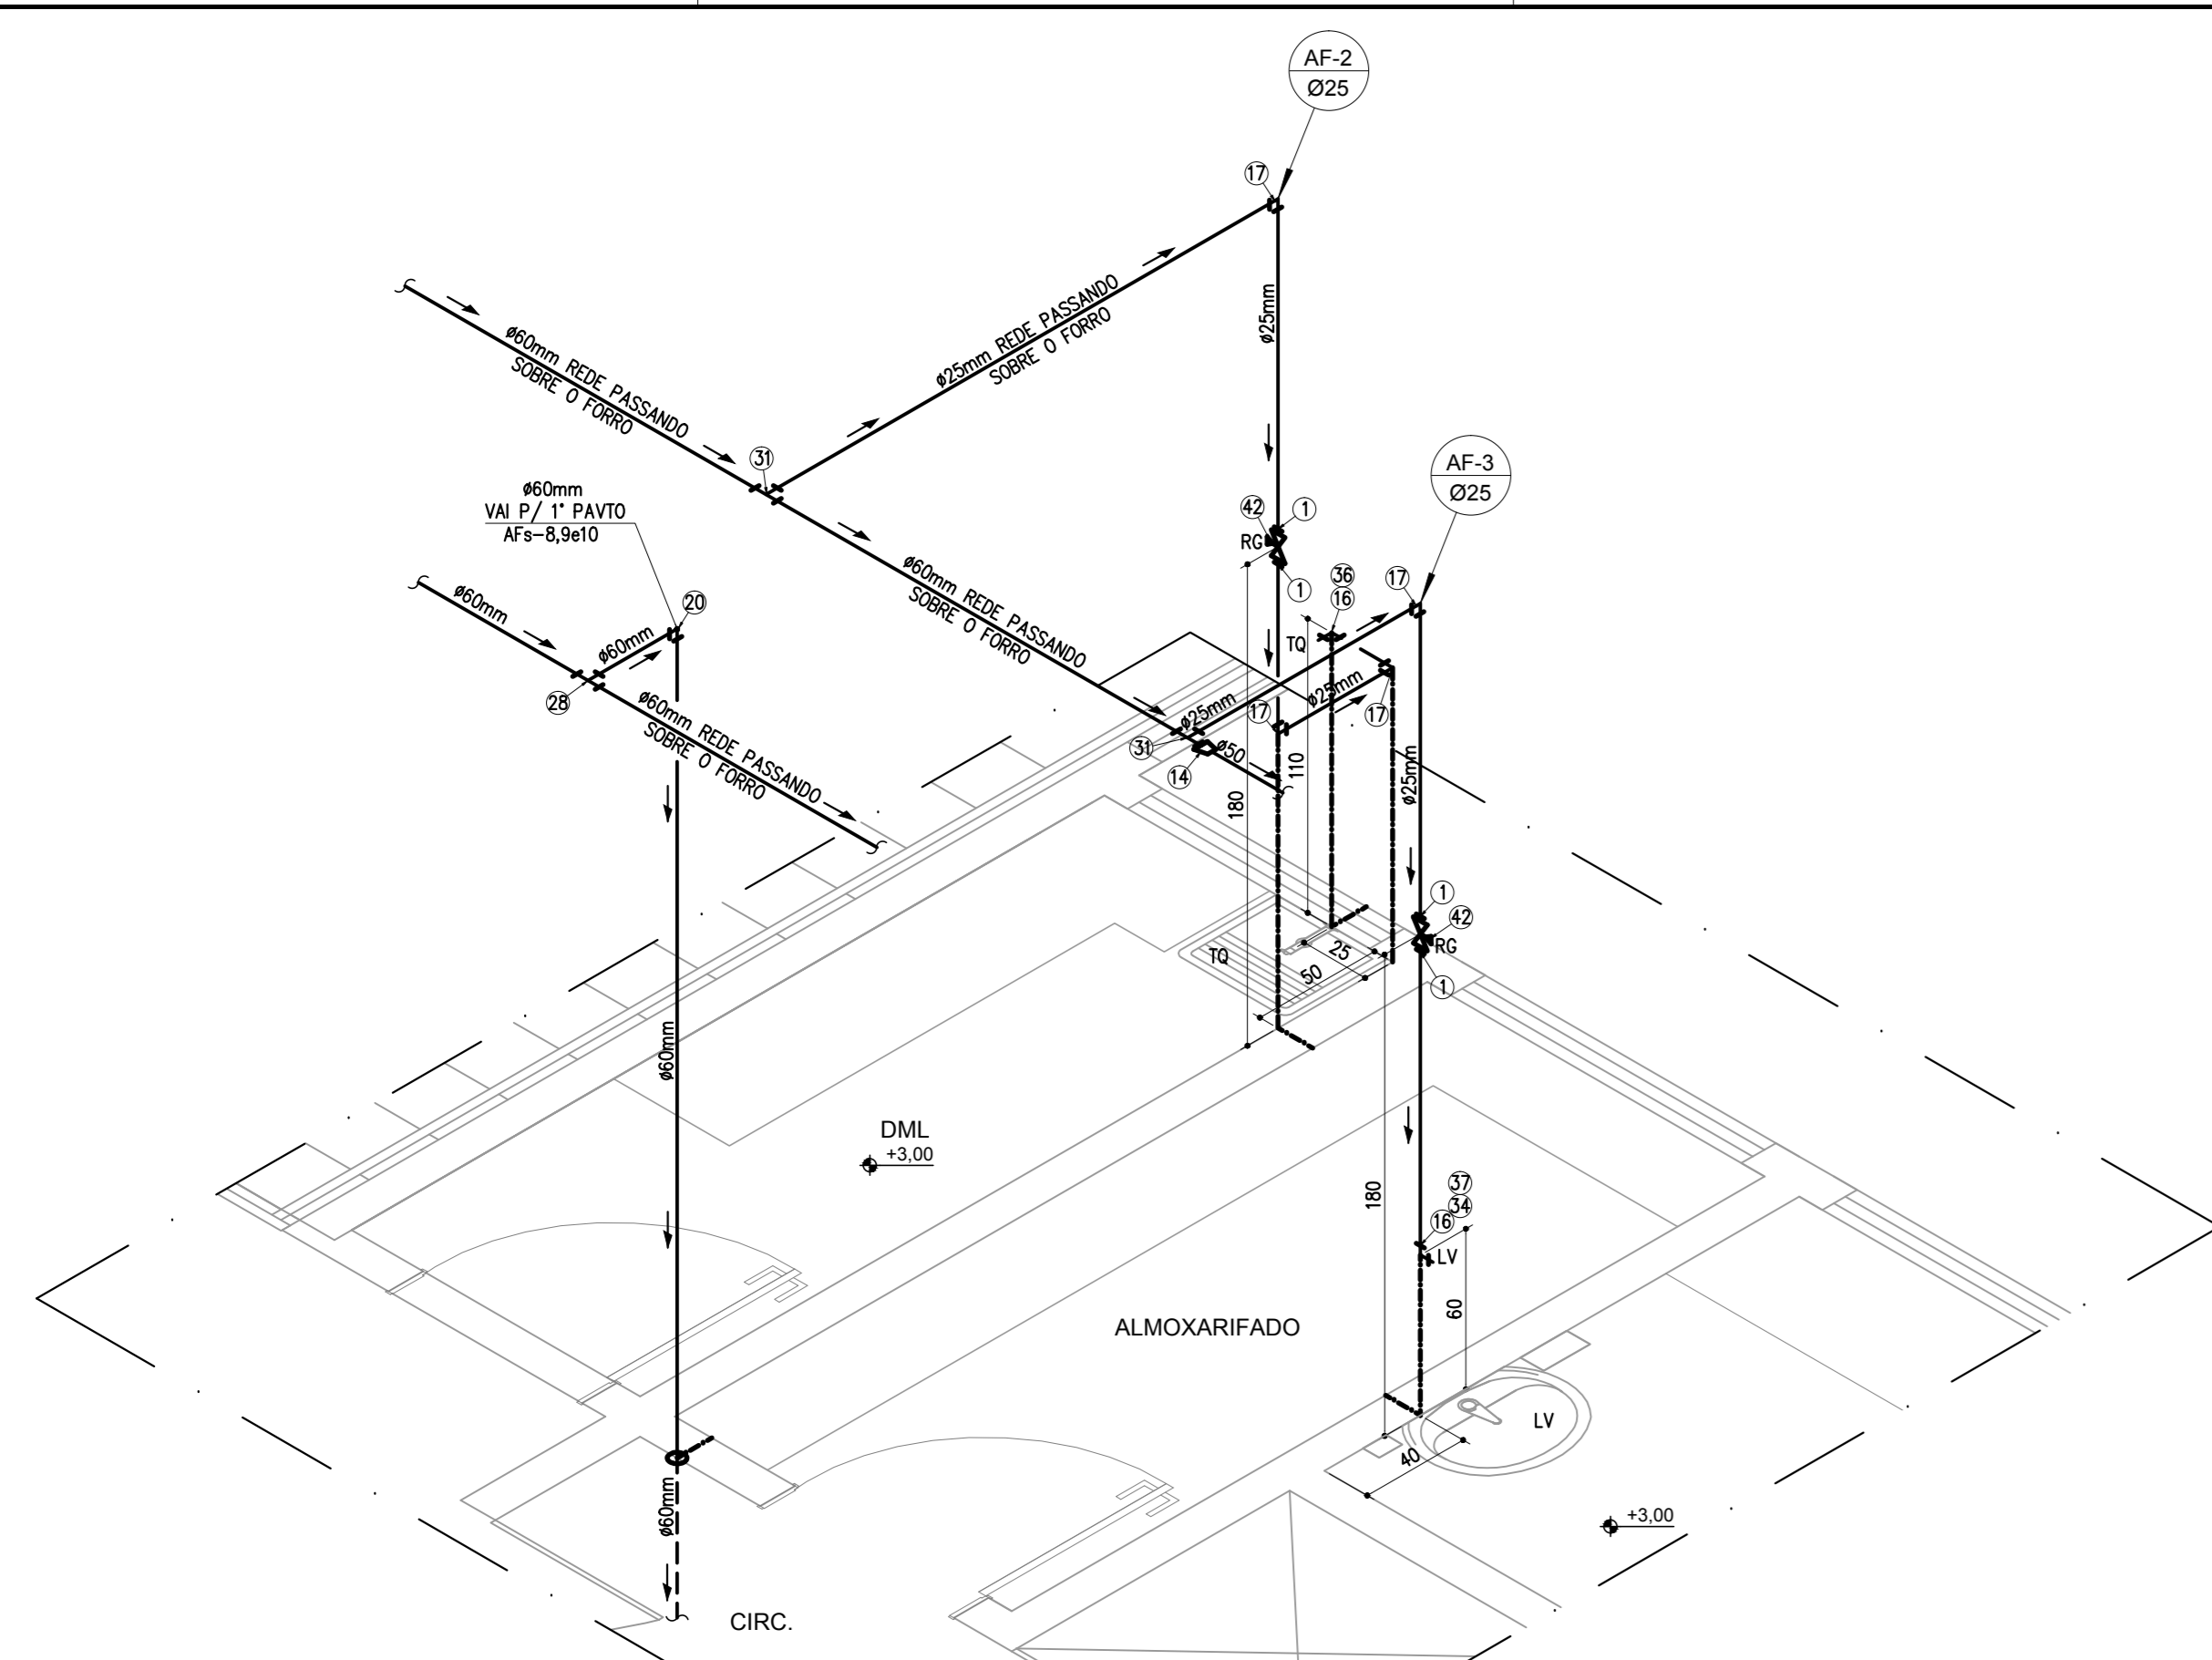 AF-2
Ø25
17
ø25mm REDE PASSANDO
SOBRE O FORRO
ø25mm
ø60mm REDE PASSANDO
SOBRE O FORRO
31
AF-3
Ø25
ø60mm
VAI P/ 1° PAVTO
AFs-8,9e10
42
1
RG
1
ø60mm REDE PASSANDO
SOBRE O FORRO
36
16
17
TQ
ø60mm
20
ø60mm
28
ø60mm REDE PASSANDO
SOBRE O FORRO
ø25mm
17
ø25mm
17
31
ø50
14
110
180
ø25mm
1
42
RG
1
TQ
25
50
ø60mm
DML
+3,00
180
37
34
16
LV
60
ALMOXARIFADO
LV
40
ø60mm
+3,00
CIRC.